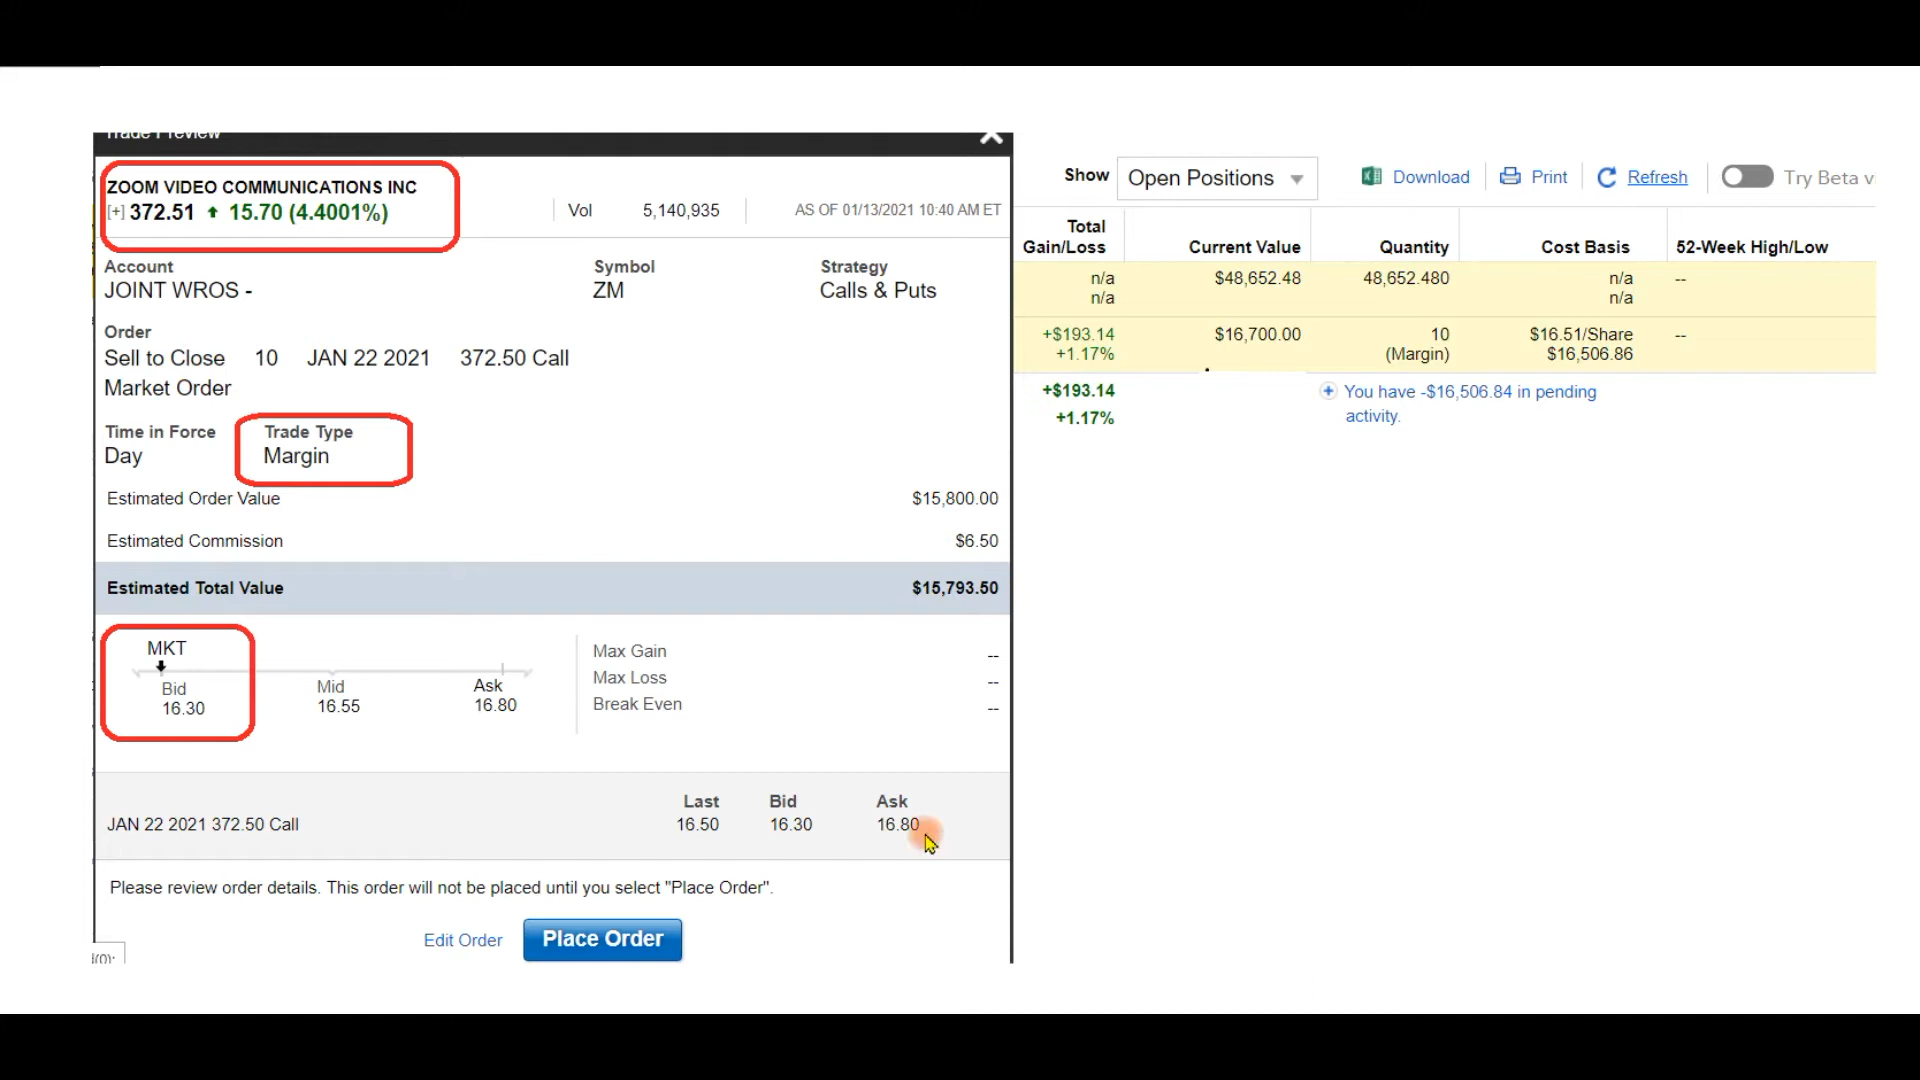 Trade Preview
ZOOM VIDEO COMMUNICATIONS INC
[+] 372.51 15.70 (4.4001%)
Vol 5,140,935 AS OF 01/13/2021 10:40 AM ET
Account Symbol Strategy
JOINT WROS - ZM Calls & Puts
Order
Sell to Close 10 JAN 22 2021 372.50 Call
Market Order
Time in Force Trade Type
Day Margin
Estimated Order Value $15,800.00
Estimated Commission $6.50
Estimated Total Value $15,793.50
MKT
Bid Mid Ask
16.30 16.55 16.80
Max Gain --
Max Loss --
Break Even --
Last Bid Ask
JAN 22 2021 372.50 Call 16.50 16.30 16.80
Please review order details. This order will not be placed until you select "Place Order".
Edit Order Place Order
Show Open Positions Download Print Refresh Try Beta
Total
Gain/Loss Current Value Quantity Cost Basis 52-Week High/Low
n/a $48,652.48 48,652.480 n/a --
n/a n/a
+$193.14 $16,700.00 10 $16.51/Share --
+1.17% (Margin) $16,506.86
+$193.14 You have -$16,506.84 in pending
activity.
+1.17%